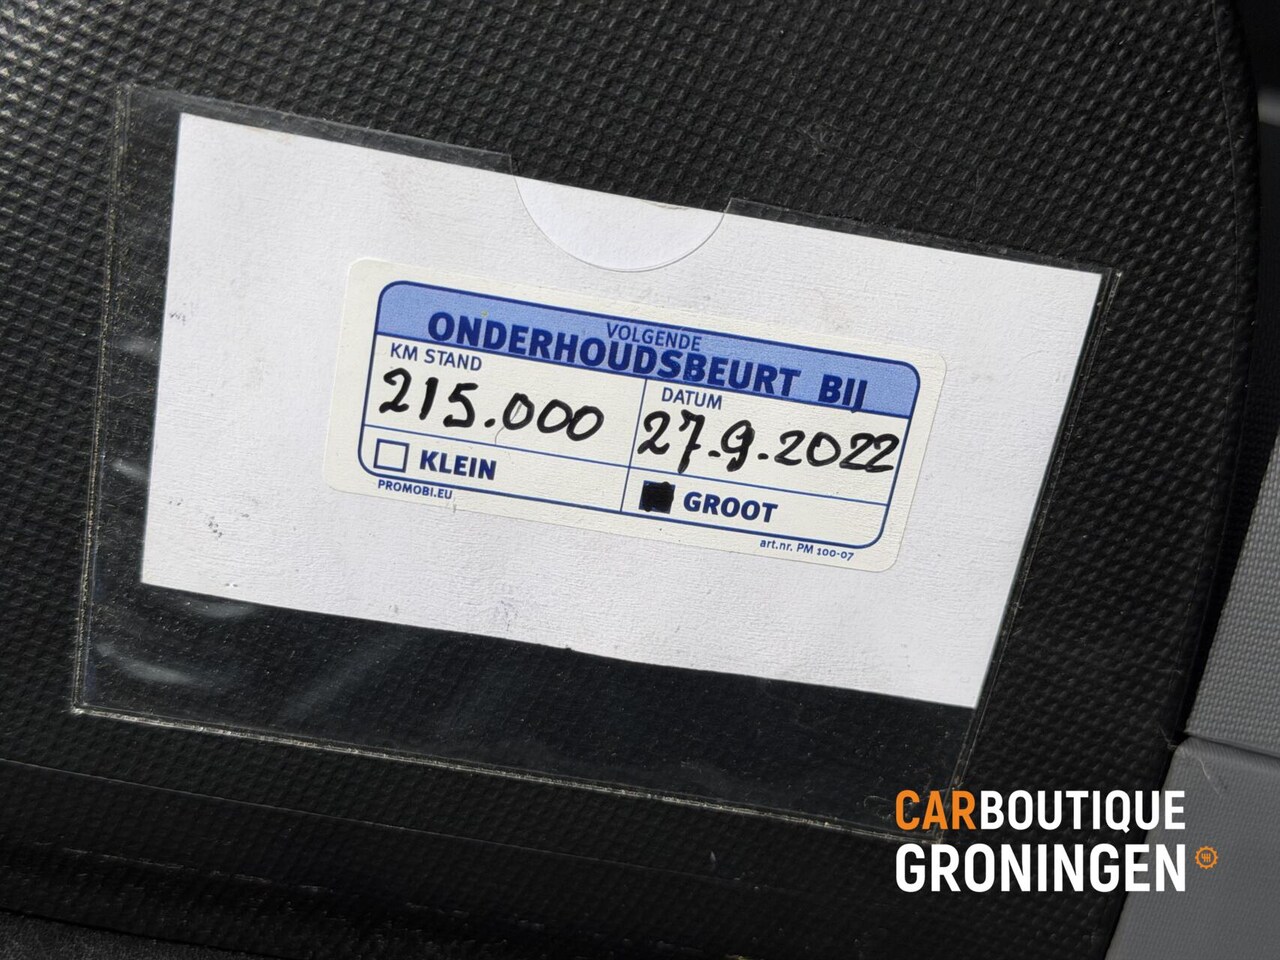 VOLGENDE
ONDERHOUDSBEURT BIJ
KM STAND
215.000
DATUM
27.9.2022
KLEIN
GROOT
PROMOBI.EU
art.nr. PM 100-07
CARBOUTIQUE
GRONINGEN